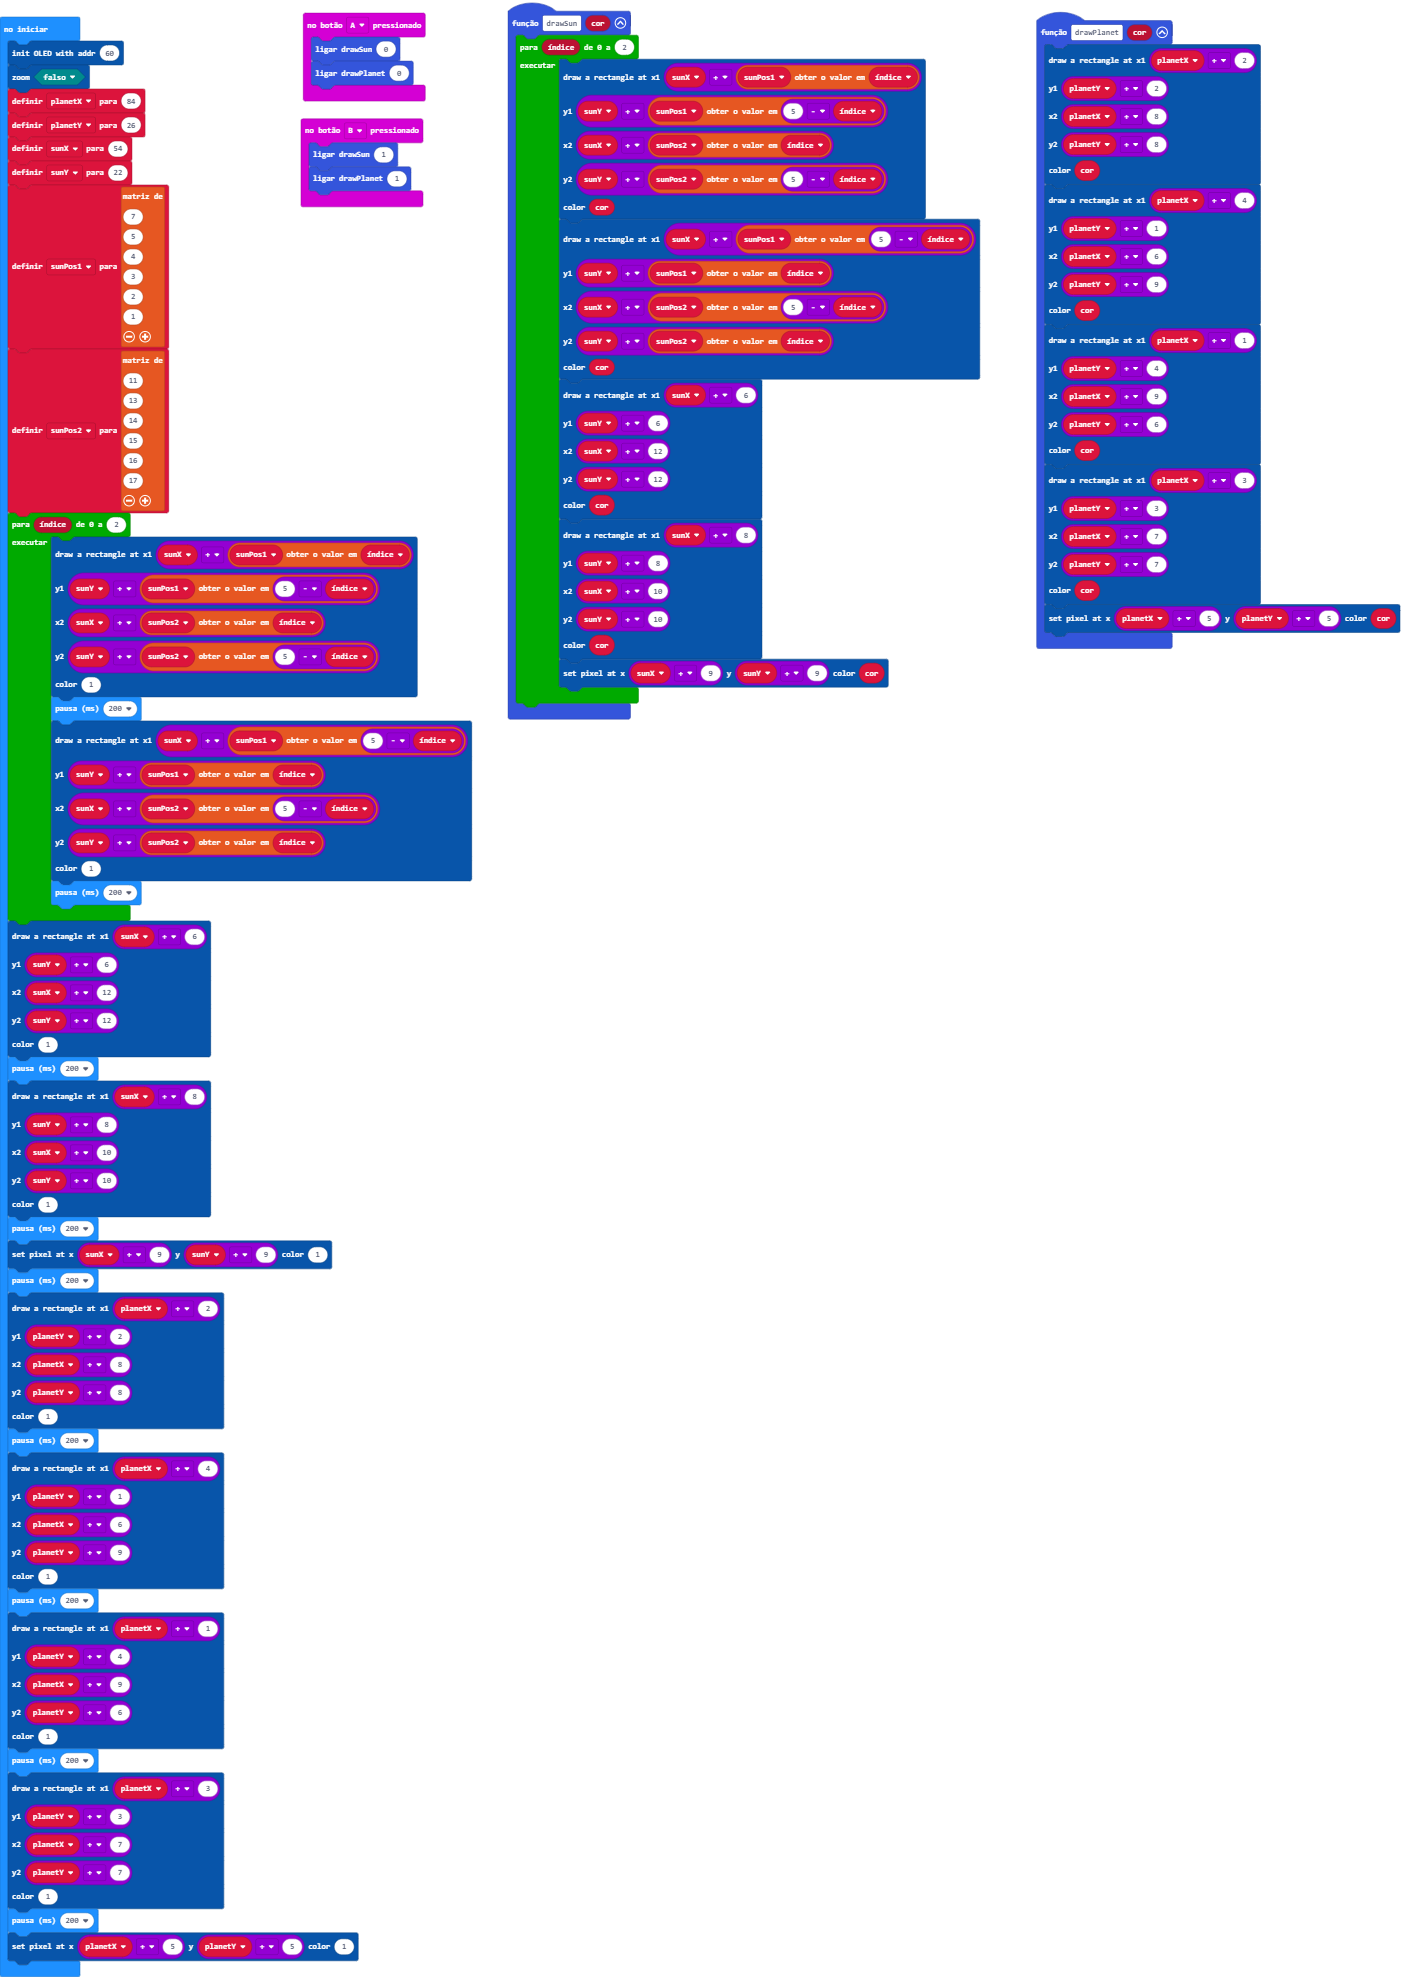 no iniciar
init OLED with addr 60
zoom falso
definir planetX para 84
definir planetY para 26
definir sunX para 54
definir sunY para 22
definir sunPos1 para matriz de
7
5
4
3
2
1
definir sunPos2 para matriz de
11
13
14
15
16
17
para índice de 0 a 2
executar
draw a rectangle at x1 sunX + sunPos1 obter o valor em índice
y1 sunY + sunPos1 obter o valor em 5 - índice
x2 sunX + sunPos2 obter o valor em índice
y2 sunY + sunPos2 obter o valor em 5 - índice
color 1
pausa (ms) 200
draw a rectangle at x1 sunX + sunPos1 obter o valor em 5 - índice
y1 sunY + sunPos1 obter o valor em índice
x2 sunX + sunPos2 obter o valor em 5 - índice
y2 sunY + sunPos2 obter o valor em índice
color 1
pausa (ms) 200
draw a rectangle at x1 sunX + 6
y1 sunY + 6
x2 sunX + 12
y2 sunY + 12
color 1
pausa (ms) 200
draw a rectangle at x1 sunX + 8
y1 sunY + 8
x2 sunX + 10
y2 sunY + 10
color 1
pausa (ms) 200
set pixel at x sunX + 9 y sunY + 9 color 1
pausa (ms) 200
draw a rectangle at x1 planetX + 2
y1 planetY + 2
x2 planetX + 8
y2 planetY + 8
color 1
pausa (ms) 200
draw a rectangle at x1 planetX + 4
y1 planetY + 1
x2 planetX + 6
y2 planetY + 9
color 1
pausa (ms) 200
draw a rectangle at x1 planetX + 1
y1 planetY + 4
x2 planetX + 9
y2 planetY + 6
color 1
pausa (ms) 200
draw a rectangle at x1 planetX + 3
y1 planetY + 3
x2 planetX + 7
y2 planetY + 7
color 1
pausa (ms) 200
set pixel at x planetX + 5 y planetY + 5 color 1
no botão A pressionado
ligar drawSun 0
ligar drawPlanet 0
no botão B pressionado
ligar drawSun 1
ligar drawPlanet 1
função drawSun cor
para índice de 0 a 2
executar
draw a rectangle at x1 sunX + sunPos1 obter o valor em índice
y1 sunY + sunPos1 obter o valor em 5 - índice
x2 sunX + sunPos2 obter o valor em índice
y2 sunY + sunPos2 obter o valor em 5 - índice
color cor
draw a rectangle at x1 sunX + sunPos1 obter o valor em 5 - índice
y1 sunY + sunPos1 obter o valor em índice
x2 sunX + sunPos2 obter o valor em 5 - índice
y2 sunY + sunPos2 obter o valor em índice
color cor
draw a rectangle at x1 sunX + 6
y1 sunY + 6
x2 sunX + 12
y2 sunY + 12
color cor
draw a rectangle at x1 sunX + 8
y1 sunY + 8
x2 sunX + 10
y2 sunY + 10
color cor
set pixel at x sunX + 9 y sunY + 9 color cor
função drawPlanet cor
draw a rectangle at x1 planetX + 2
y1 planetY + 2
x2 planetX + 8
y2 planetY + 8
color cor
draw a rectangle at x1 planetX + 4
y1 planetY + 1
x2 planetX + 6
y2 planetY + 9
color cor
draw a rectangle at x1 planetX + 1
y1 planetY + 4
x2 planetX + 9
y2 planetY + 6
color cor
draw a rectangle at x1 planetX + 3
y1 planetY + 3
x2 planetX + 7
y2 planetY + 7
color cor
set pixel at x planetX + 5 y planetY + 5 color cor